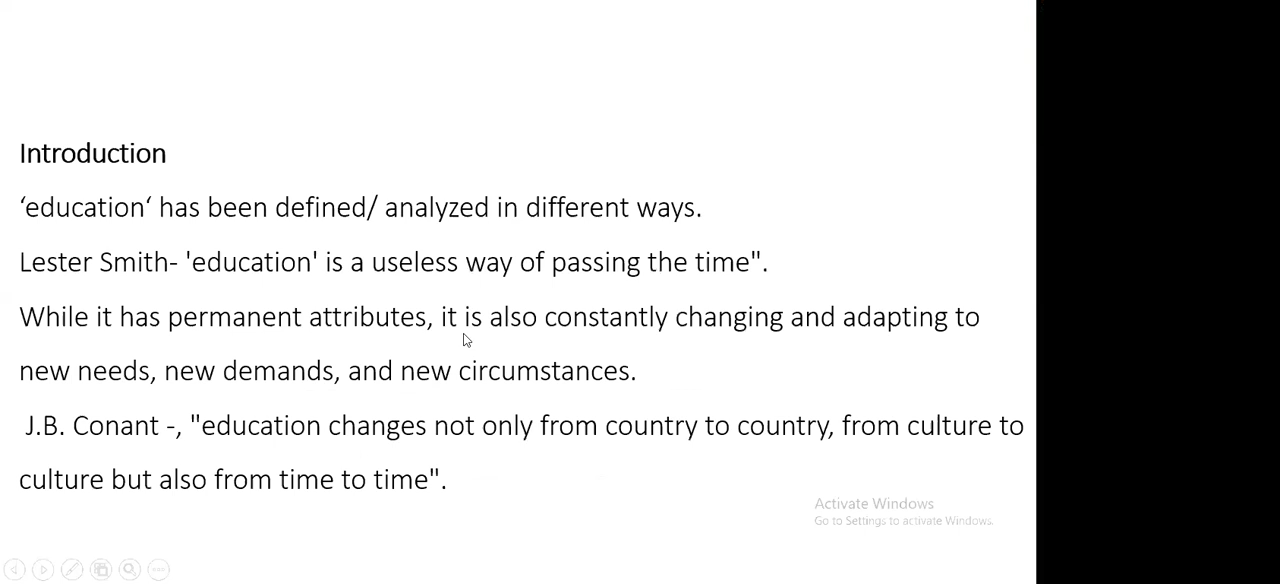 Introduction
‘education‘ has been defined/ analyzed in different ways.
Lester Smith- 'education' is a useless way of passing the time".
While it has permanent attributes, it is also constantly changing and adapting to
new needs, new demands, and new circumstances.
J.B. Conant -, "education changes not only from country to country, from culture to
culture but also from time to time".
Activate Windows
Go to Settings to activate Windows.